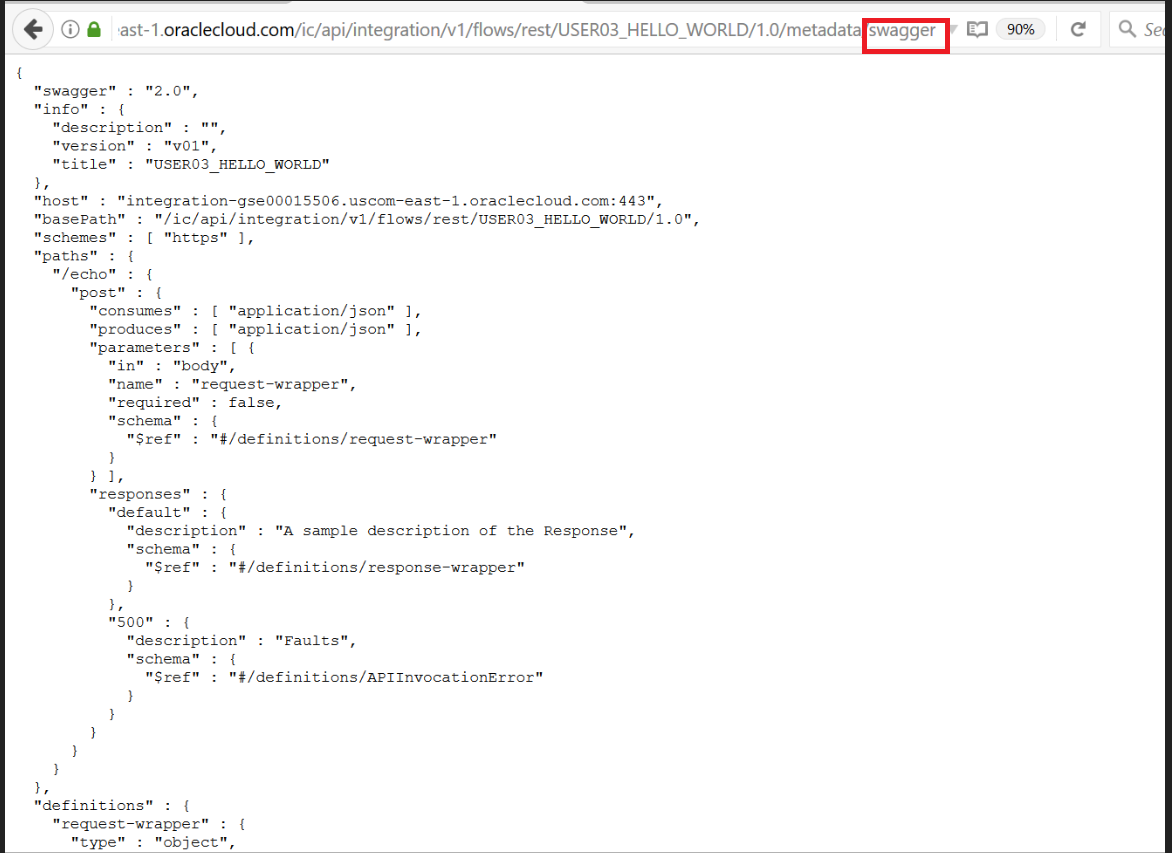 ast-1.oraclecloud.com/ic/api/integration/v1/flows/rest/USER03_HELLO_WORLD/1.0/metadata swagger 90% Sec
{
"swagger" : "2.0",
"info" : {
"description" : "",
"version" : "v01",
"title" : "USER03_HELLO_WORLD"
},
"host" : "integration-gse00015506.uscom-east-1.oraclecloud.com:443",
"basePath" : "/ic/api/integration/v1/flows/rest/USER03_HELLO_WORLD/1.0",
"schemes" : [ "https" ],
"paths" : {
"/echo" : {
"post" : {
"consumes" : [ "application/json" ],
"produces" : [ "application/json" ],
"parameters" : [ {
"in" : "body",
"name" : "request-wrapper",
"required" : false,
"schema" : {
"$ref" : "#/definitions/request-wrapper"
}
} ],
"responses" : {
"default" : {
"description" : "A sample description of the Response",
"schema" : {
"$ref" : "#/definitions/response-wrapper"
}
},
"500" : {
"description" : "Faults",
"schema" : {
"$ref" : "#/definitions/APIInvocationError"
}
}
}
}
}
},
"definitions" : {
"request-wrapper" : {
"type" : "object",